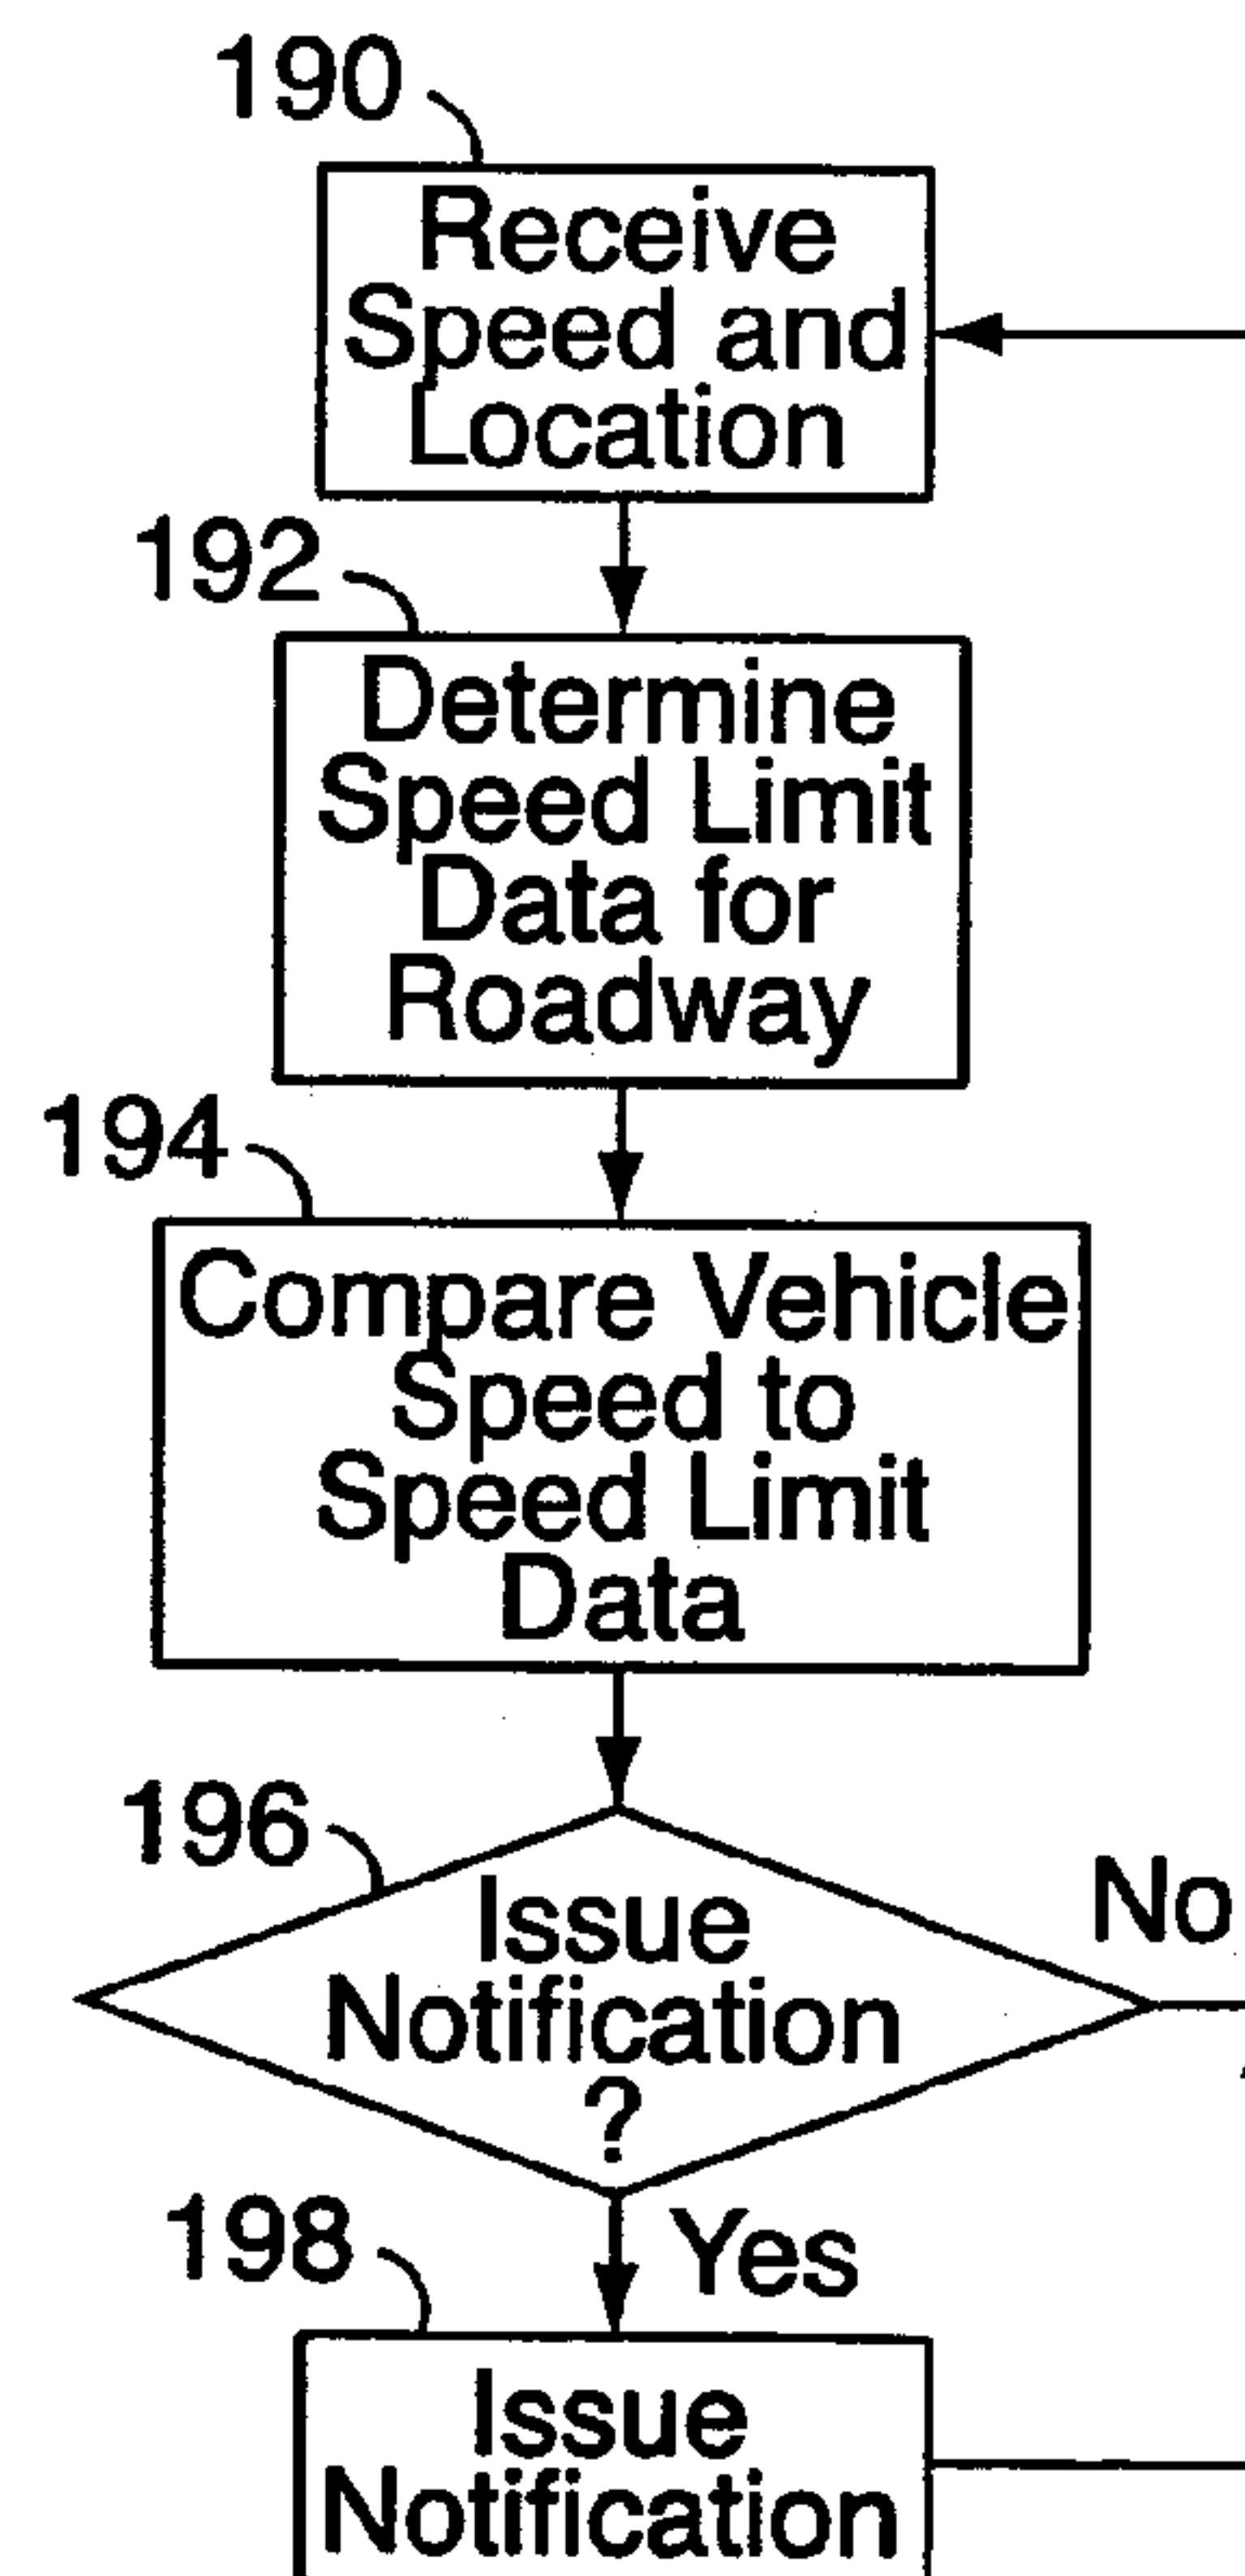 190
Receive
Speed and
Location
192
Determine
Speed Limit
Data for
Roadway
194
Compare Vehicle
Speed to
Speed Limit
Data
196
Issue
Notification
?
No
198
Yes
Issue
Notification